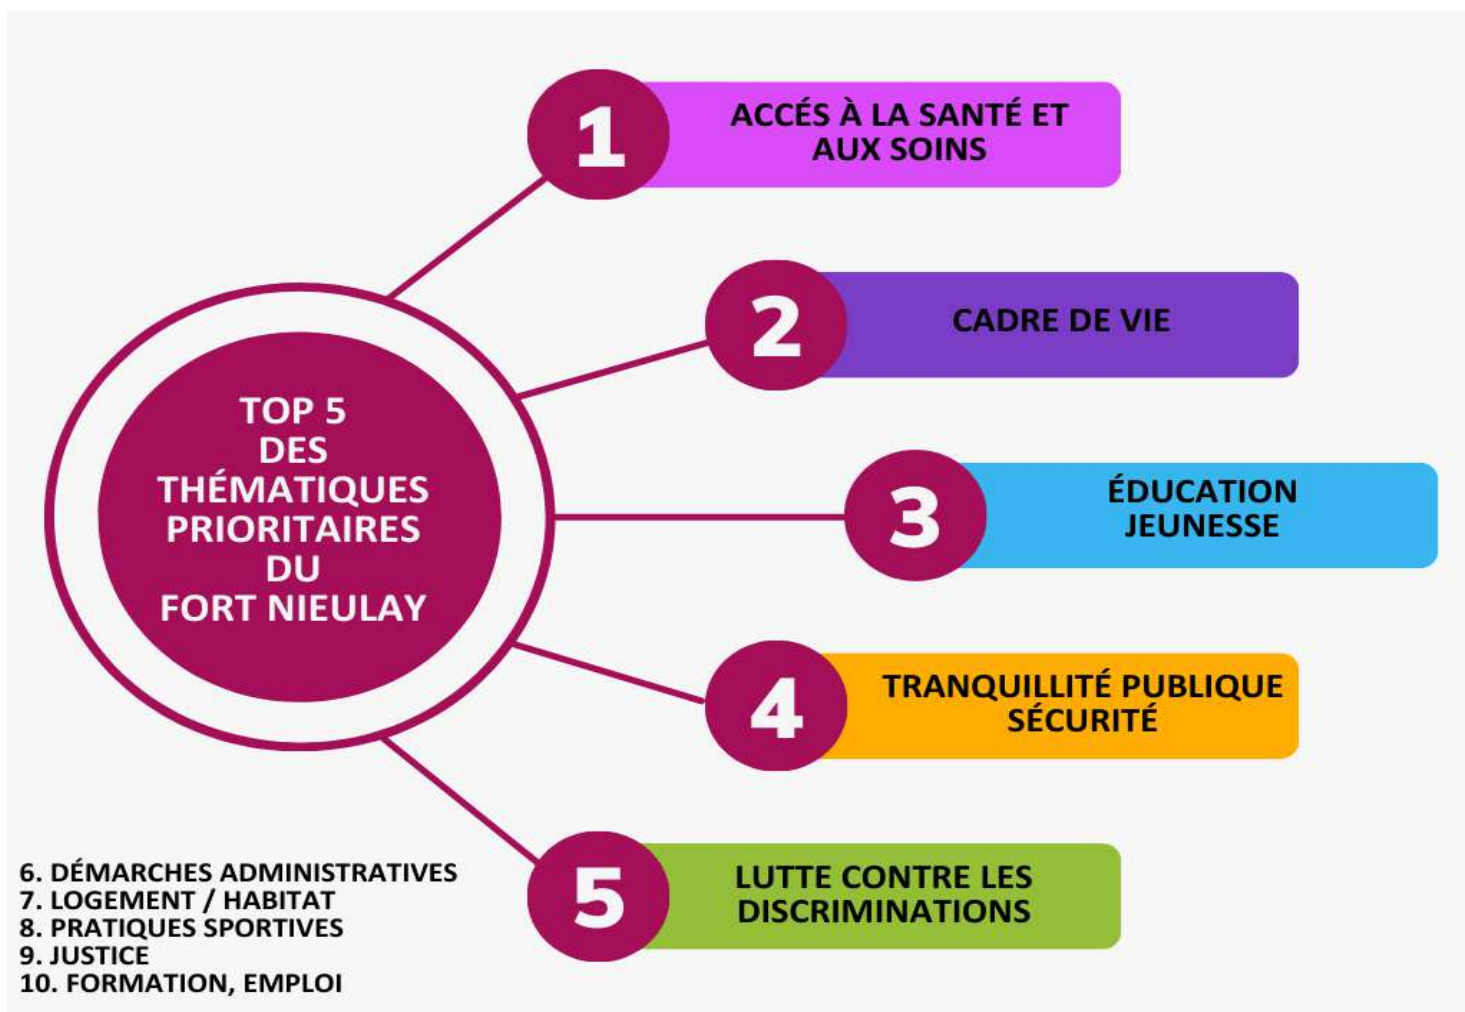 TOP 5
DES
THÉMATIQUES
PRIORITAIRES
DU
FORT NIEULAY
1
ACCÉS À LA SANTÉ ET
AUX SOINS
2
CADRE DE VIE
3
ÉDUCATION
JEUNESSE
4
TRANQUILLITÉ PUBLIQUE
SÉCURITÉ
5
LUTTE CONTRE LES
DISCRIMINATIONS
6. DÉMARCHES ADMINISTRATIVES
7. LOGEMENT / HABITAT
8. PRATIQUES SPORTIVES
9. JUSTICE
10. FORMATION, EMPLOI